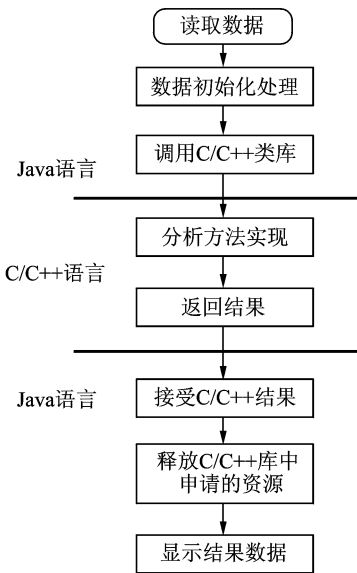 读取数据
数据初始化处理
调用C/C++类库
Java语言
分析方法实现
C/C++语言
返回结果
Java语言
接受C/C++结果
释放C/C++库中
申请的资源
显示结果数据